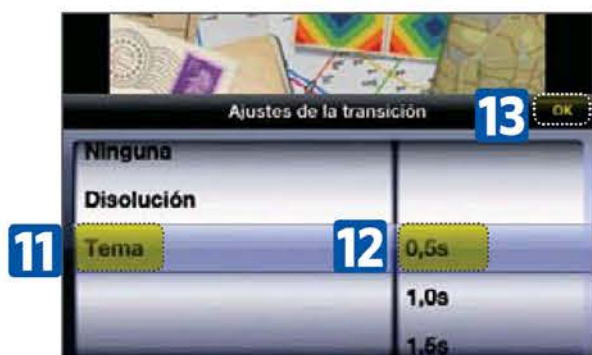 Ajustes de la transición
13
OK
Ninguna
Disolución
11
Tema
12
0,5s
1,0s
1,5s